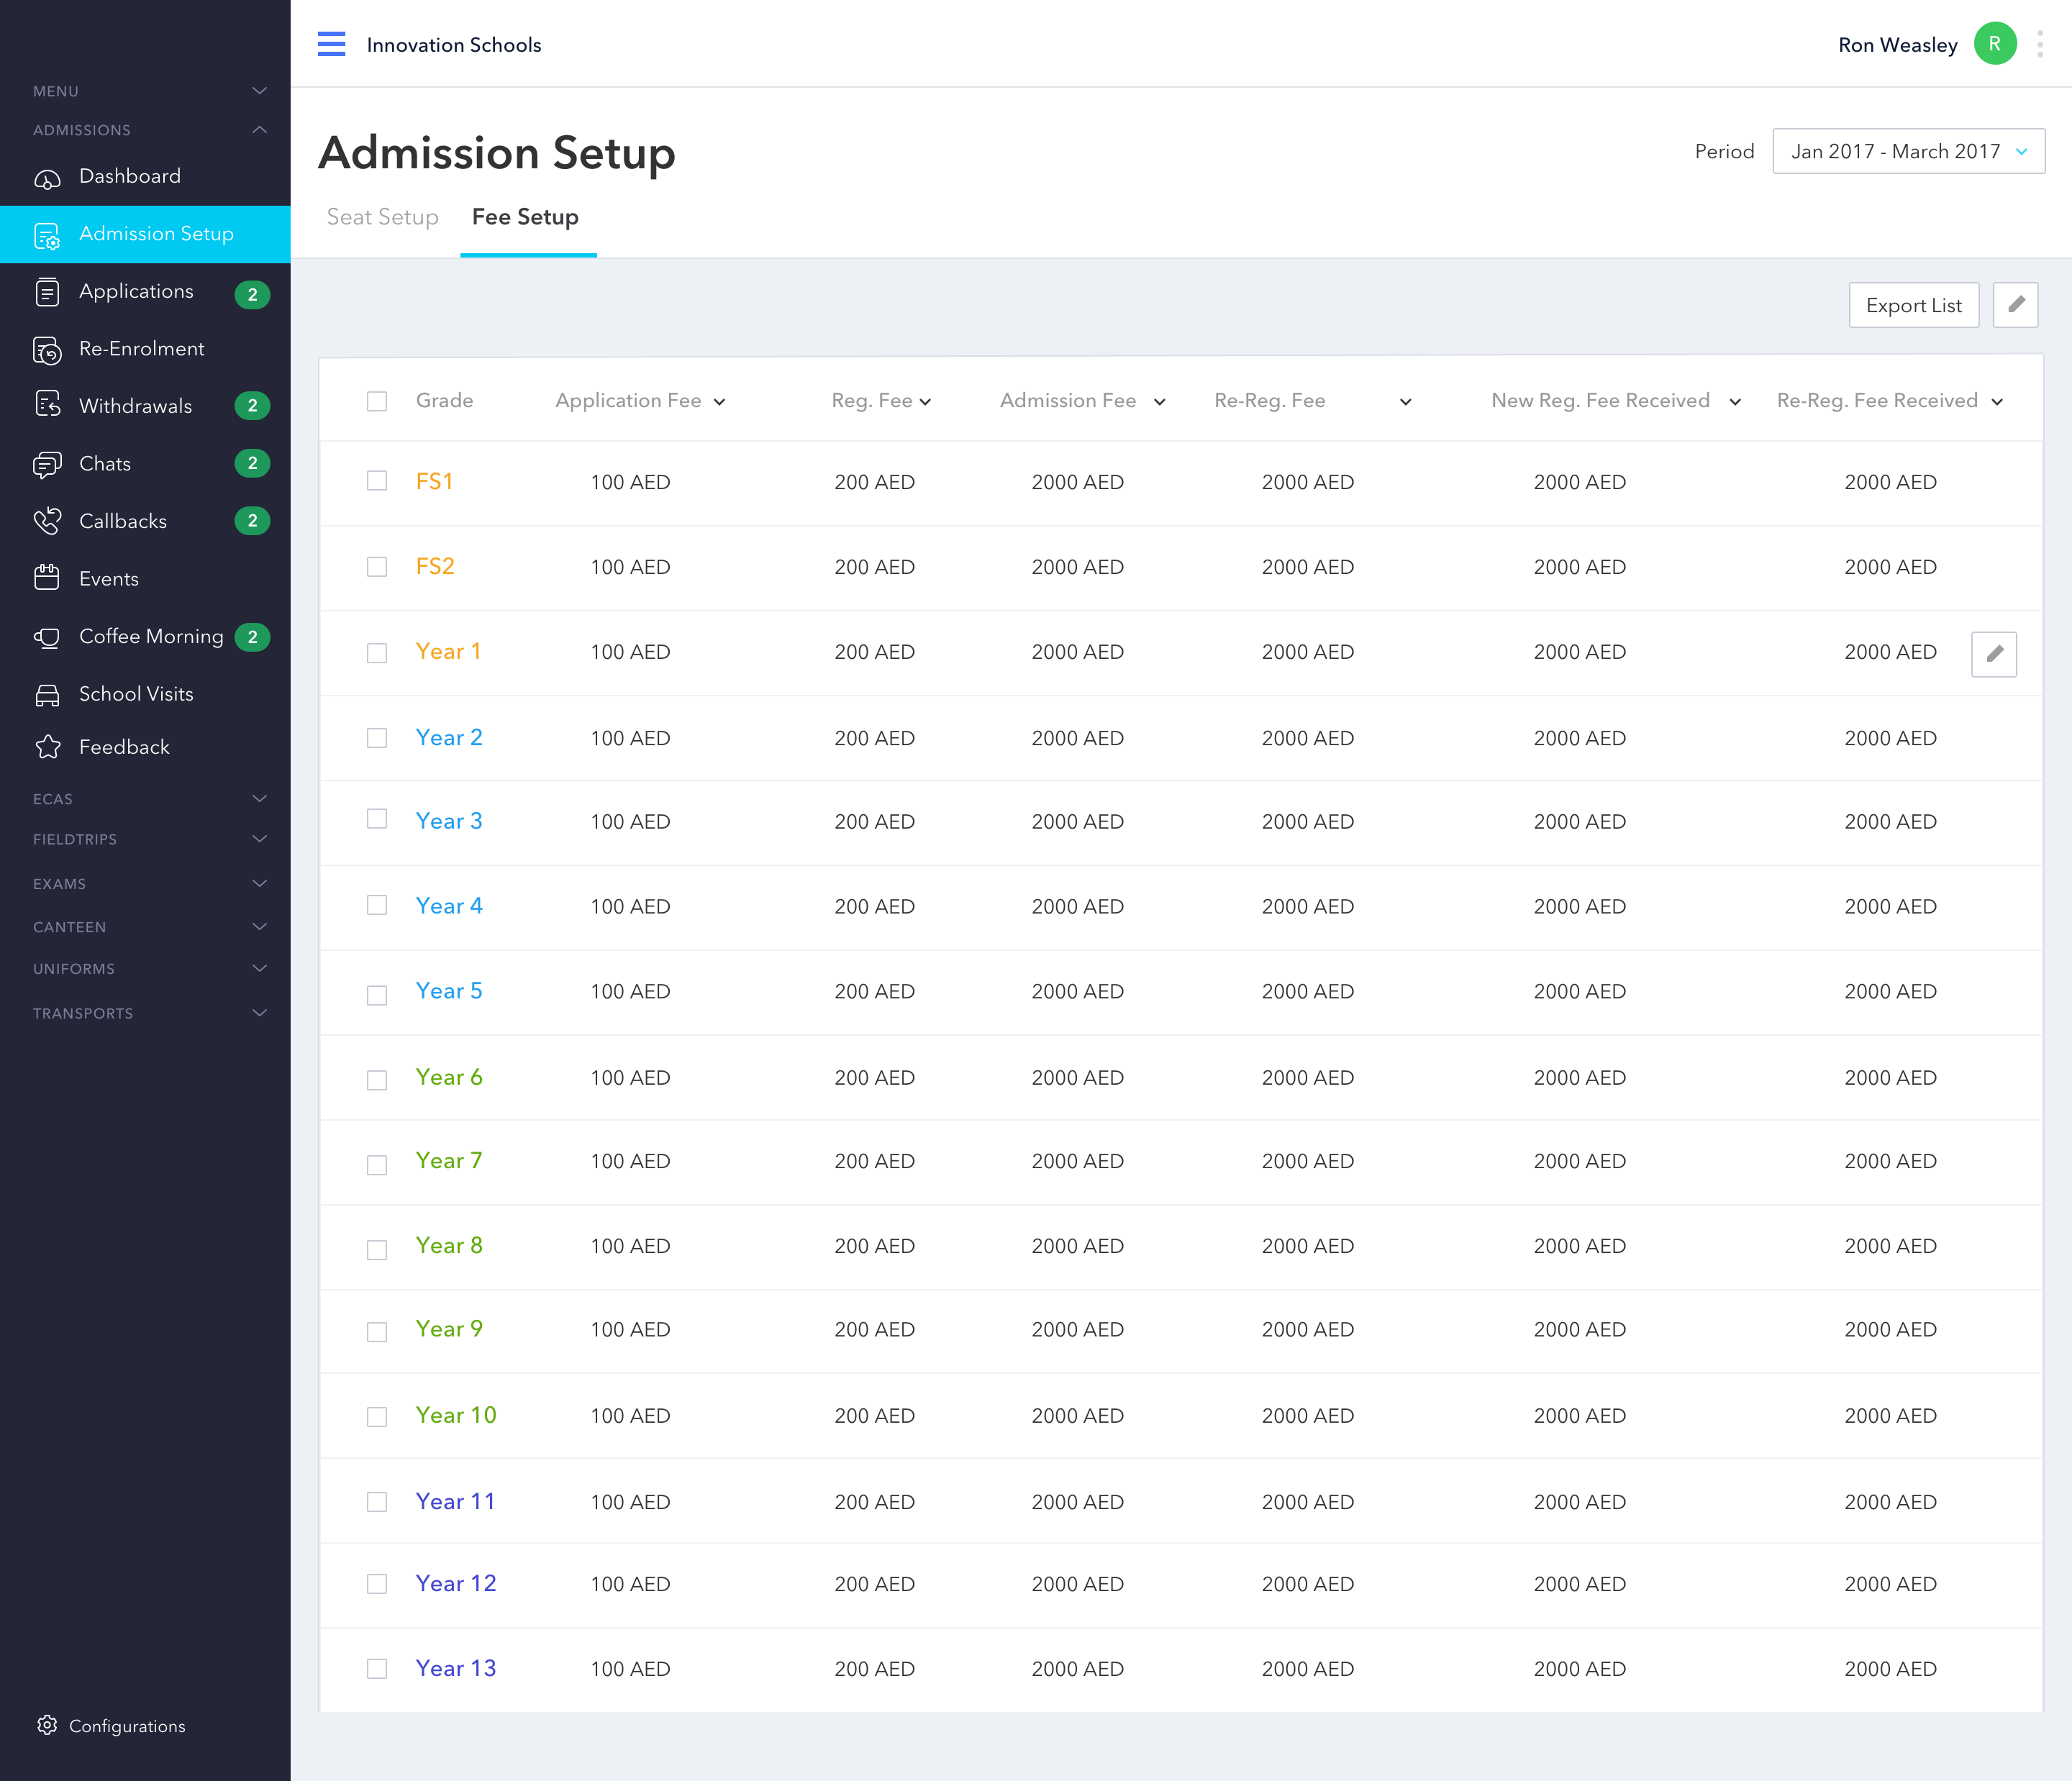 Innovation Schools
Ron Weasley
R
MENU
ADMISSIONS
Dashboard
Admission Setup
Applications 2
Re-Enrolment
Withdrawals 2
Chats 2
Callbacks 2
Events
Coffee Morning 2
School Visits
Feedback
ECAS
FIELDTRIPS
EXAMS
CANTEEN
UNIFORMS
TRANSPORTS
Configurations
Admission Setup
Period Jan 2017 - March 2017
Seat Setup Fee Setup
Export List
Grade Application Fee Reg. Fee Admission Fee Re-Reg. Fee New Reg. Fee Received Re-Reg. Fee Received
FS1 100 AED 200 AED 2000 AED 2000 AED 2000 AED 2000 AED
FS2 100 AED 200 AED 2000 AED 2000 AED 2000 AED 2000 AED
Year 1 100 AED 200 AED 2000 AED 2000 AED 2000 AED 2000 AED
Year 2 100 AED 200 AED 2000 AED 2000 AED 2000 AED 2000 AED
Year 3 100 AED 200 AED 2000 AED 2000 AED 2000 AED 2000 AED
Year 4 100 AED 200 AED 2000 AED 2000 AED 2000 AED 2000 AED
Year 5 100 AED 200 AED 2000 AED 2000 AED 2000 AED 2000 AED
Year 6 100 AED 200 AED 2000 AED 2000 AED 2000 AED 2000 AED
Year 7 100 AED 200 AED 2000 AED 2000 AED 2000 AED 2000 AED
Year 8 100 AED 200 AED 2000 AED 2000 AED 2000 AED 2000 AED
Year 9 100 AED 200 AED 2000 AED 2000 AED 2000 AED 2000 AED
Year 10 100 AED 200 AED 2000 AED 2000 AED 2000 AED 2000 AED
Year 11 100 AED 200 AED 2000 AED 2000 AED 2000 AED 2000 AED
Year 12 100 AED 200 AED 2000 AED 2000 AED 2000 AED 2000 AED
Year 13 100 AED 200 AED 2000 AED 2000 AED 2000 AED 2000 AED